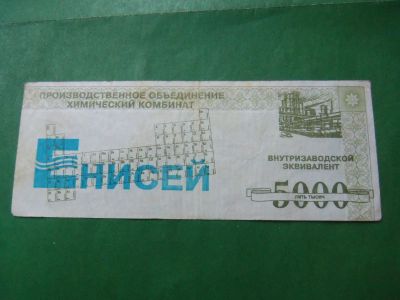 ПРОИЗВОДСТВЕННОЕ ОБЪЕДИНЕНИЕ
ХИМИЧЕСКИЙ КОМБИНАТ
ЕНИСЕЙ
ВНУТРИЗАВОДСКОЙ
ЭКВИВАЛЕНТ
5000
ПЯТЬ ТЫСЯЧ